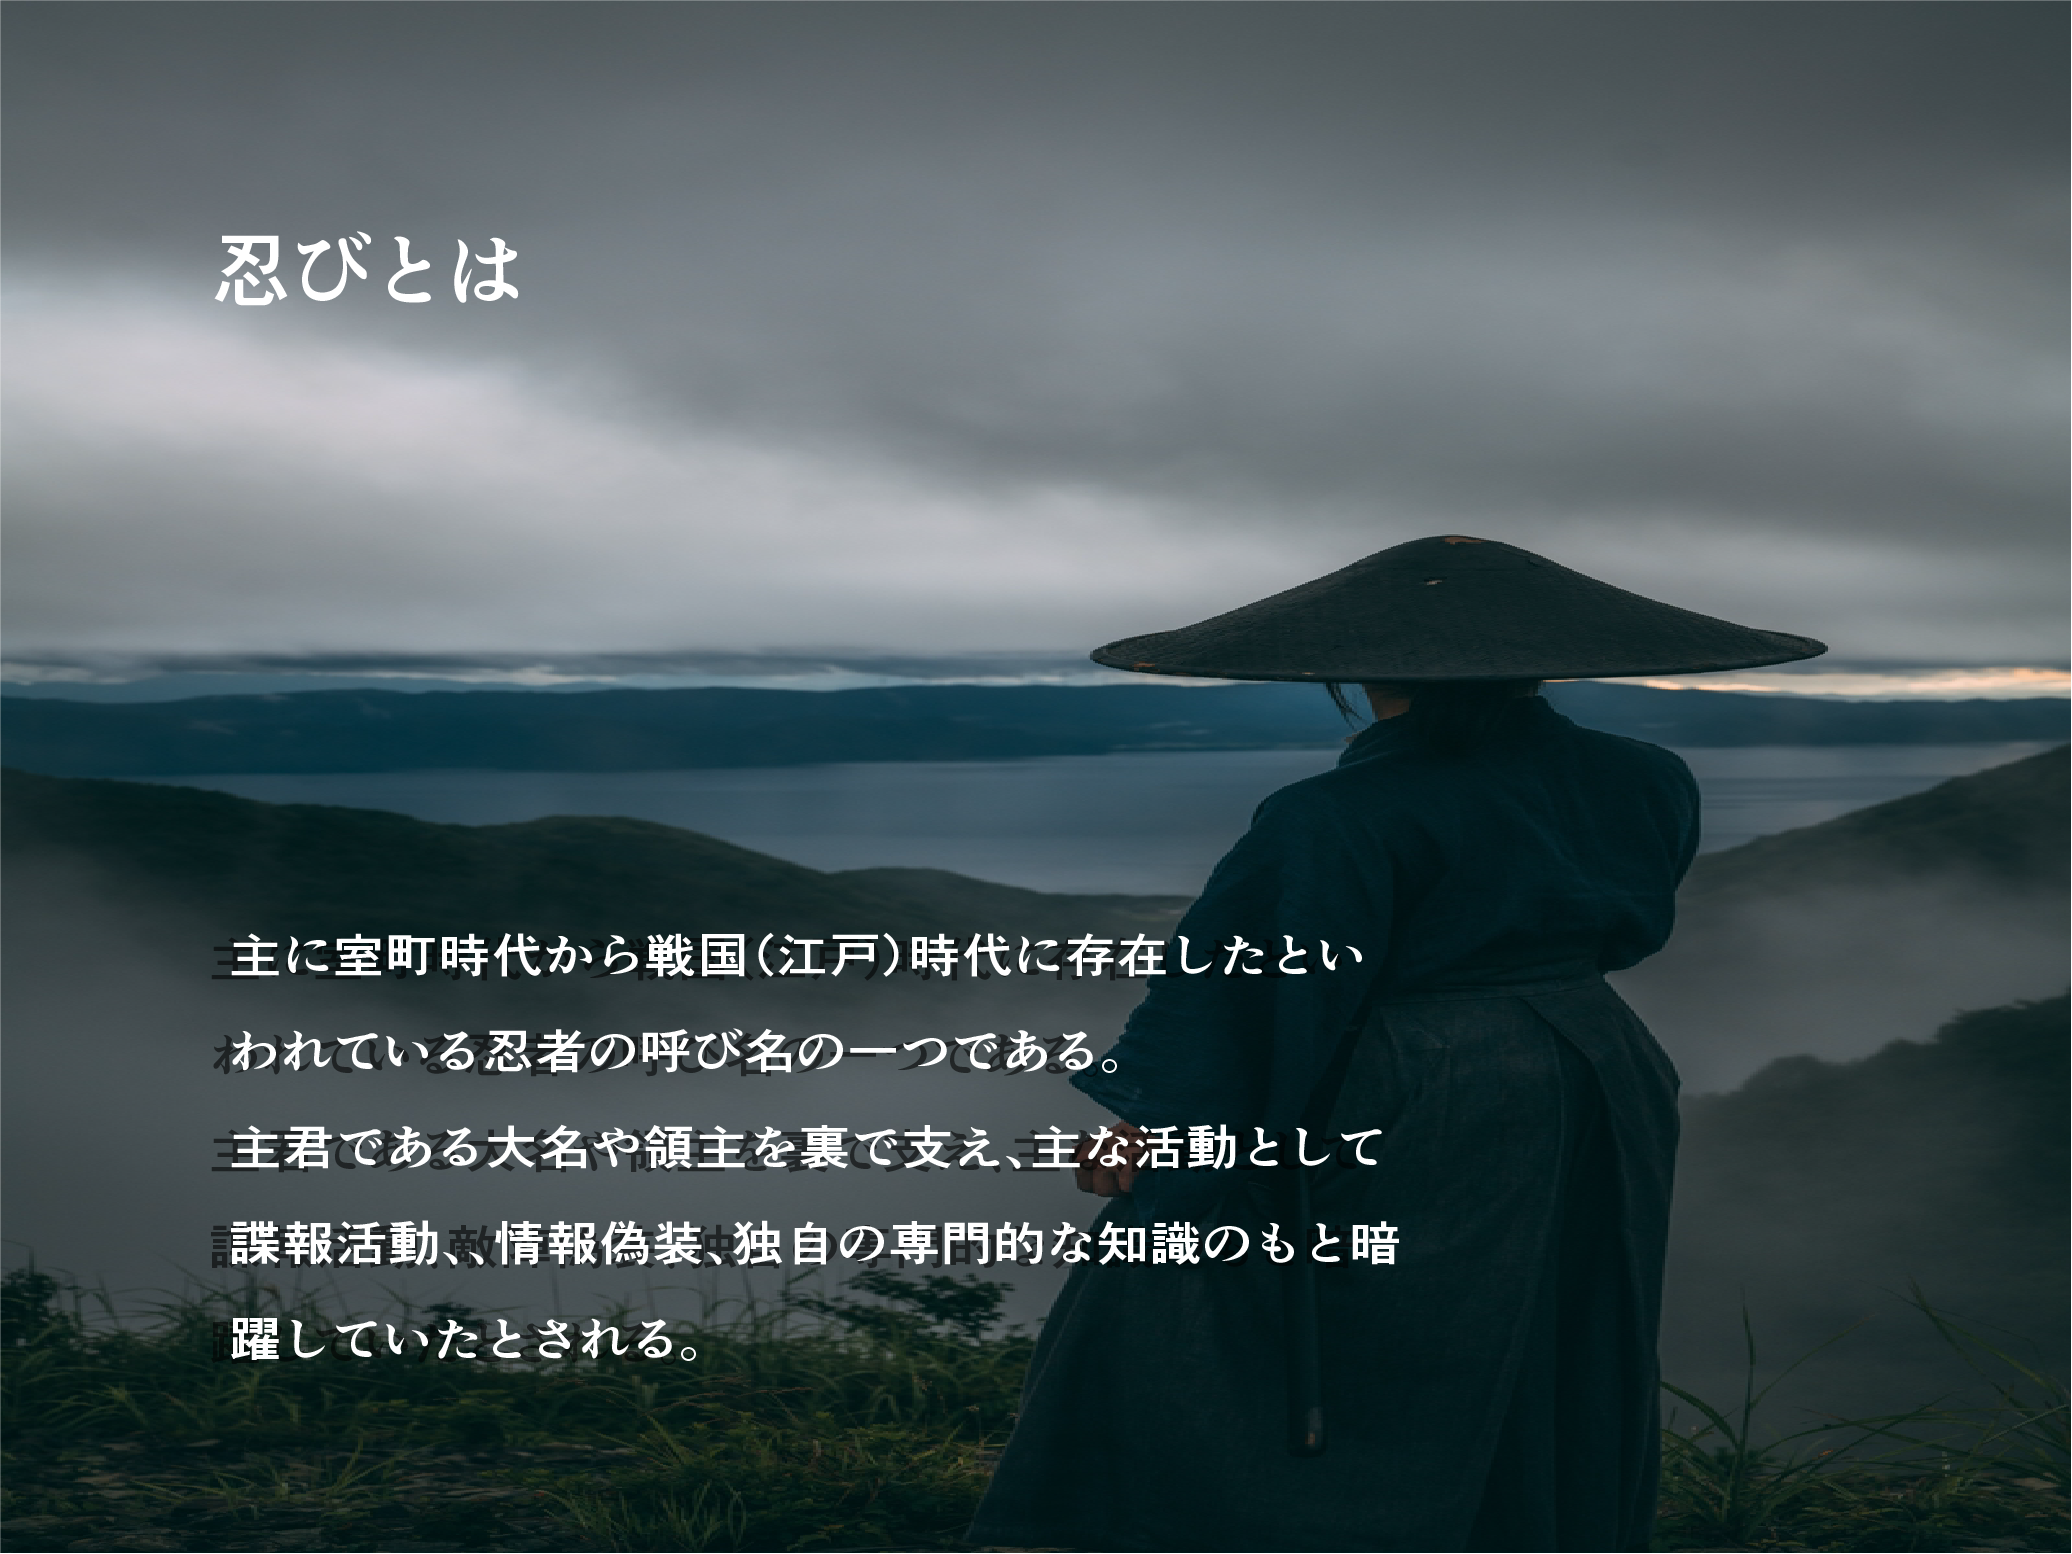 忍びとは
主に室町時代から戦国（江戸）時代に存在したとい
われている忍者の呼び名の一つである。
主君である大名や領主を裏で支え、主な活動として
諜報活動、、情報偽装、独自の専門的な知識のもと暗
躍していたとされる。